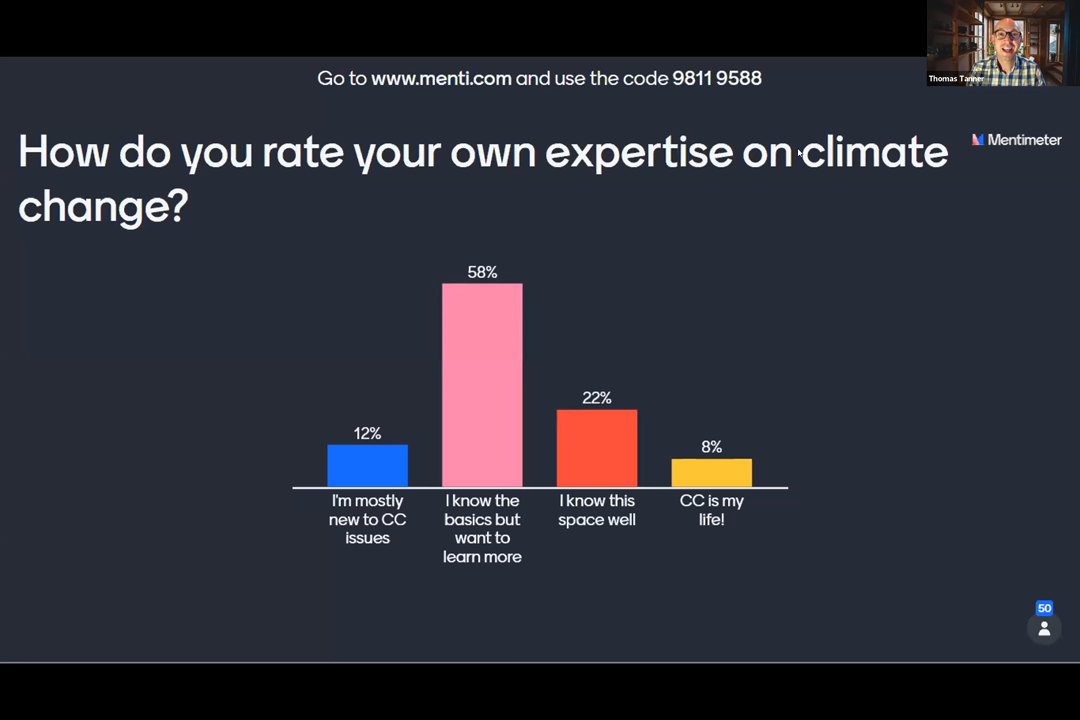 Thomas Tanner
Go to www.menti.com and use the code 9811 9588
How do you rate your own expertise on climate
change?
Mentimeter
58%
22%
12%
8%
I'm mostly
new to CC
issues
I know the
basics but
want to
learn more
I know this
space well
CC is my
life!
50